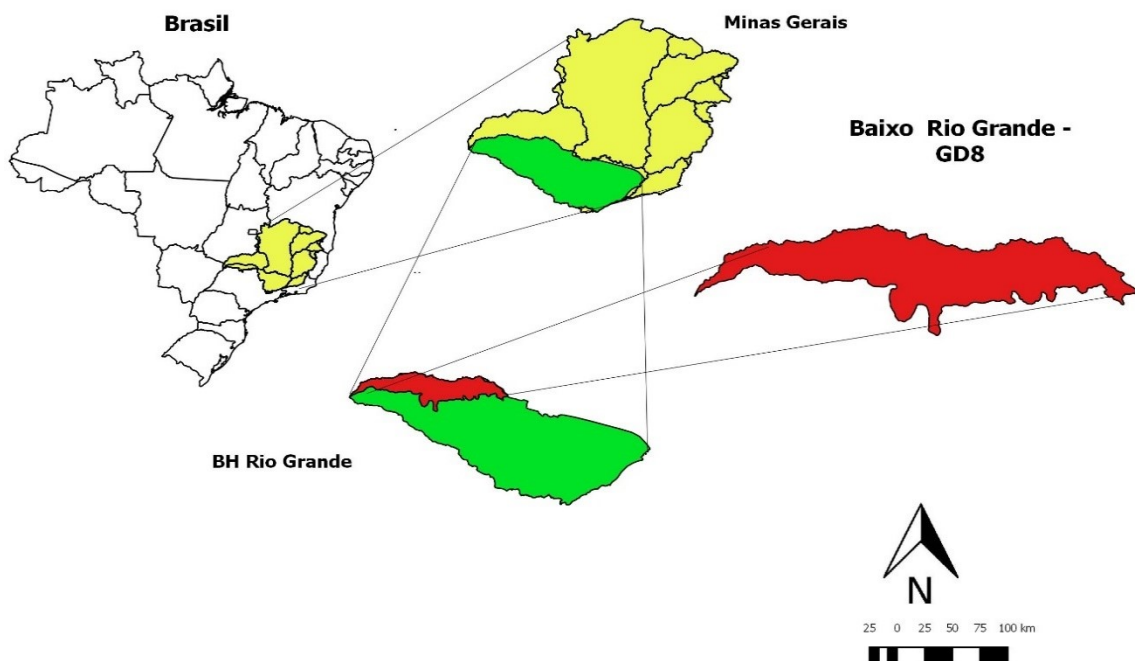 Brasil
Minas Gerais
Baixo Rio Grande -
GD8
BH Rio Grande
N
25 0 25 50 75 100 km